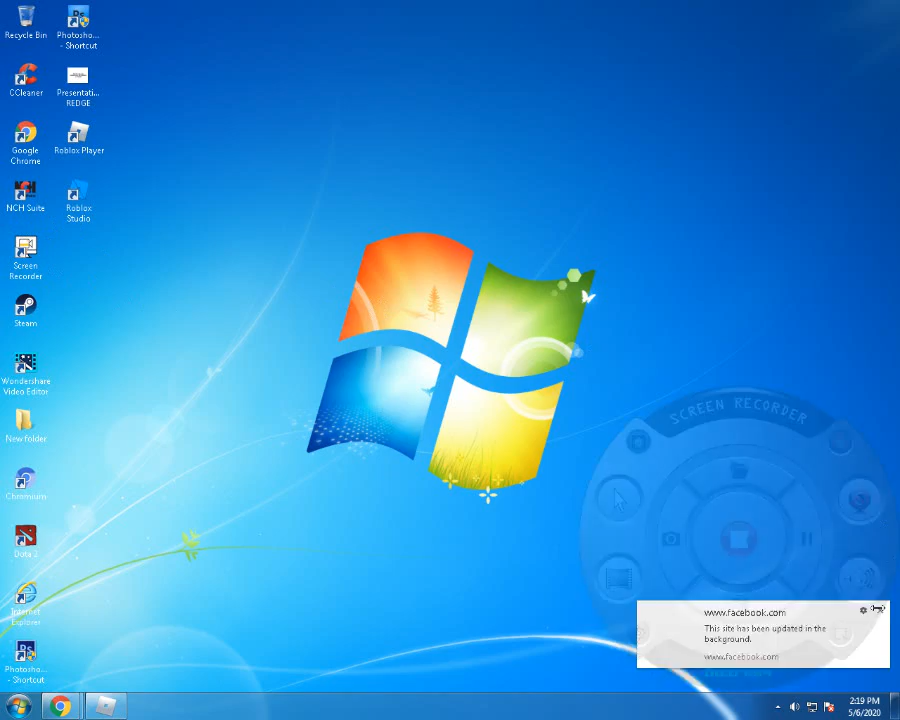 Recycle Bin
Photosho...
- Shortcut
CCleaner
Presentati...
REDGE
Google
Chrome
Roblox Player
NCH Suite
Roblox
Studio
Screen
Recorder
Steam
Wondershare
Video Editor
New folder
Chromium
Dota 2
Internet
Explorer
Photosho...
- Shortcut
SCREEN RECORDER
www.facebook.com
This site has been updated in the
background.
www.facebook.com
2:19 PM
5/6/2020